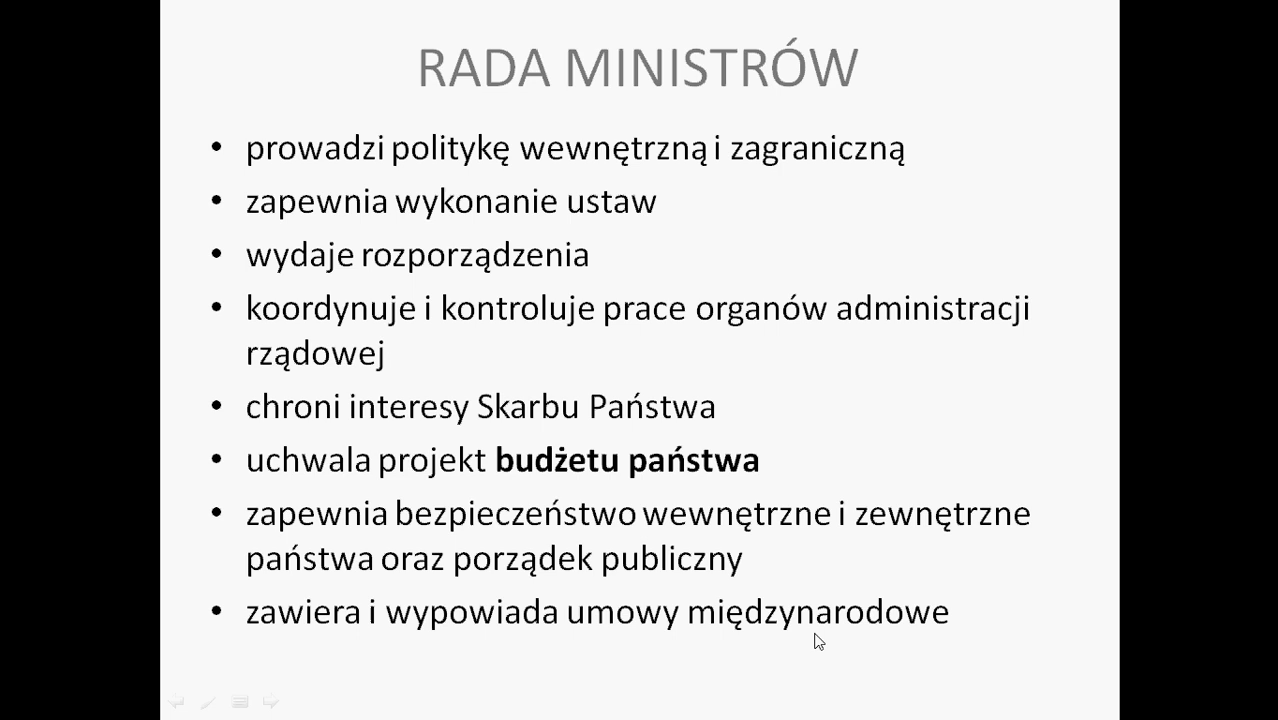 RADA MINISTRÓW
• prowadzi politykę wewnętrzną i zagraniczną
• zapewnia wykonanie ustaw
• wydaje rozporządzenia
• koordynuje i kontroluje prace organów administracji
rządowej
• chroni interesy Skarbu Państwa
• uchwala projekt budżetu państwa
• zapewnia bezpieczeństwo wewnętrzne i zewnętrzne
państwa oraz porządek publiczny
• zawiera i wypowiada umowy międzynarodowe